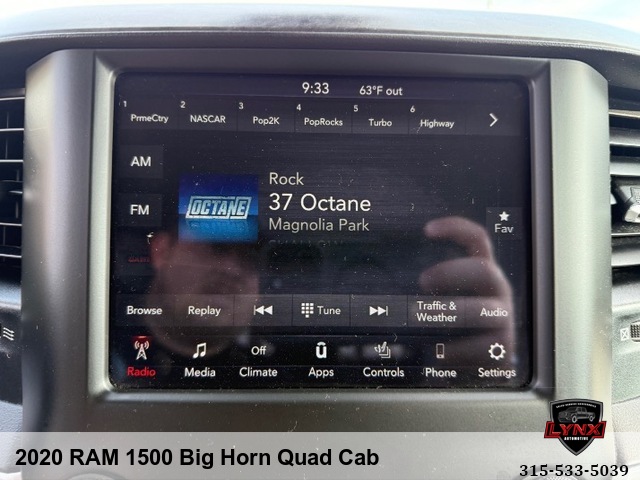 9:33 63°F out
1 2 3 4 5 6
PrmeCtry NASCAR Pop2K PopRocks Turbo Highway
AM
FM
OCTANE
Rock
37 Octane
Magnolia Park
Fav
Browse Replay Tune Traffic & Weather Audio
Off
Radio Media Climate Apps Controls Phone Settings
LYNX
AUTOMOTIVE
2020 RAM 1500 Big Horn Quad Cab
315-533-5039